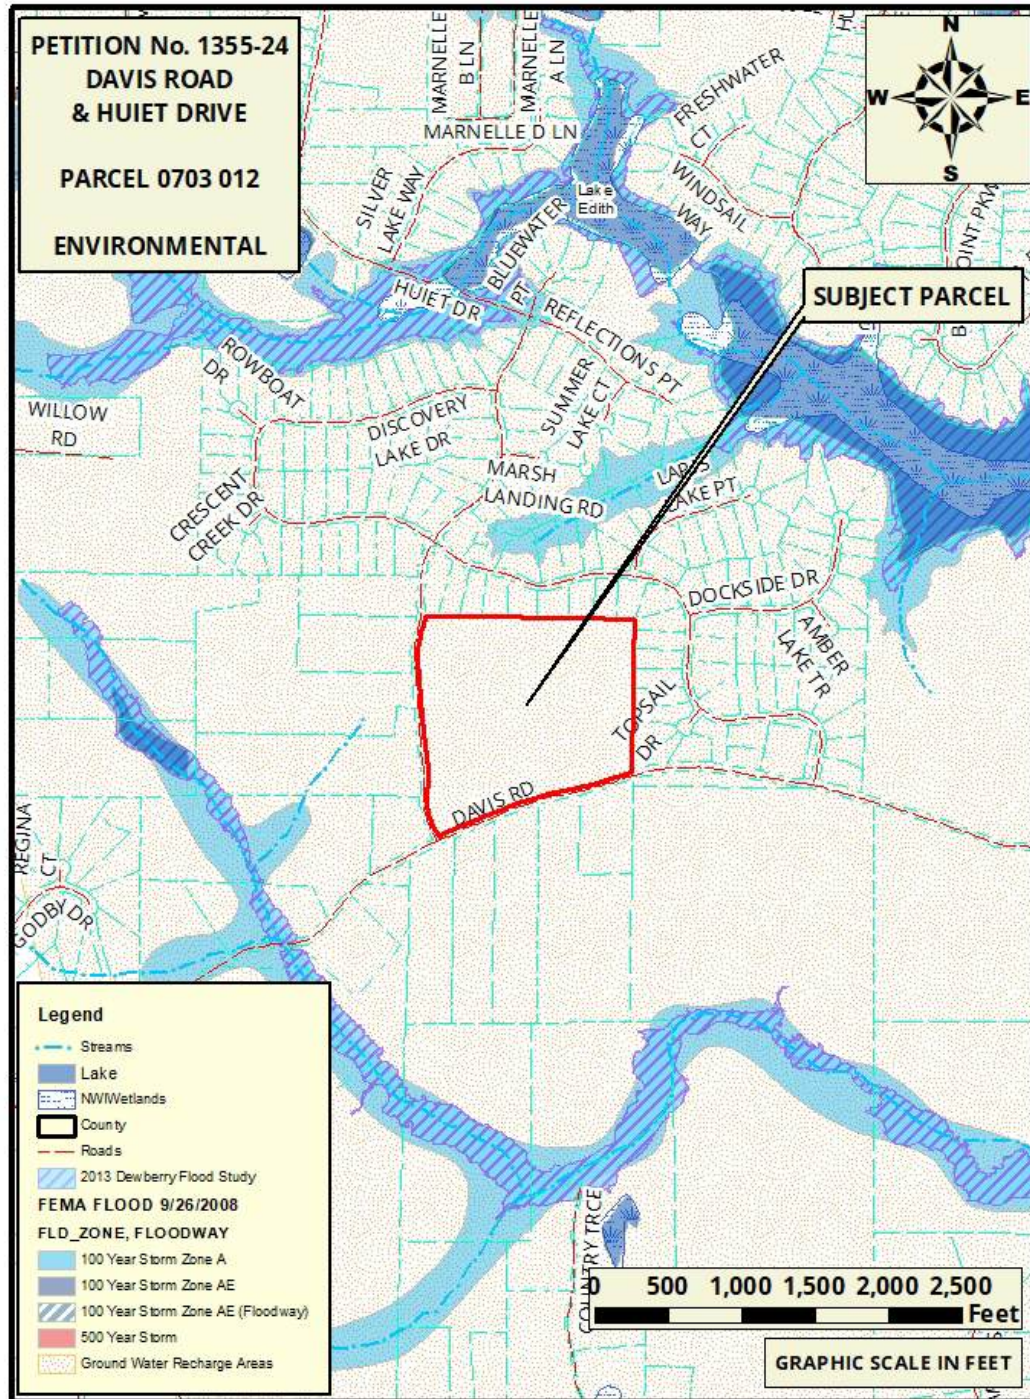 PETITION No. 1355-24
DAVIS ROAD
& HUIET DRIVE
PARCEL 0703 012
ENVIRONMENTAL
N
W
E
S
MARNELLE
B LN
MARNELLE
A LN
MARNELLE D LN
FRESHWATER
CT
SILVER
LAKE WAY
Lake
Edith
WINDSAIL
WAY
BLUEWATER
PT
HUIET DR
REFLECTIONS PT
SUBJECT PARCEL
ROWBOAT
DR
SUMMER
LAKE CT
WILLOW
RD
DISCOVERY
LAKE DR
MARSH
LANDING RD
LAKE PT
CRESCENT
CREEK DR
DOCKSIDE DR
AMBER
LAKE TR
TOPSAIL
DR
DAVIS RD
REGINA
CT
GODBY DR
COUNTRY TRCE
Legend
Streams
Lake
NWIWetlands
County
Roads
2013 Dewberry Flood Study
FEMA FLOOD 9/26/2008
FLD_ZONE, FLOODWAY
100 Year Storm Zone A
100 Year Storm Zone AE
100 Year Storm Zone AE (Floodway)
500 Year Storm
Ground Water Recharge Areas
0 500 1,000 1,500 2,000 2,500
Feet
GRAPHIC SCALE IN FEET